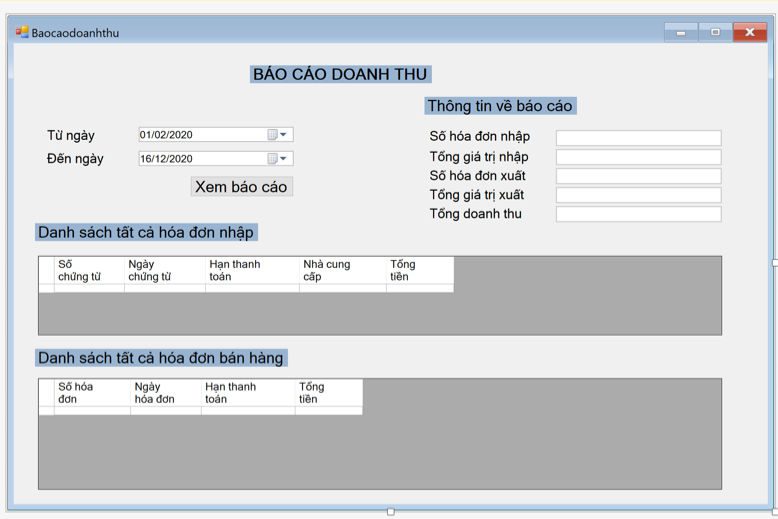 Baocaodoanhthu
BÁO CÁO DOANH THU
Thông tin về báo cáo
Từ ngày 01/02/2020
Đến ngày 16/12/2020
Xem báo cáo
Số hóa đơn nhập
Tổng giá trị nhập
Số hóa đơn xuất
Tổng giá trị xuất
Tổng doanh thu
Danh sách tất cả hóa đơn nhập
Số chứng từ
Ngày chứng từ
Hạn thanh toán
Nhà cung cấp
Tổng tiền
Danh sách tất cả hóa đơn bán hàng
Số hóa đơn
Ngày hóa đơn
Hạn thanh toán
Tổng tiền